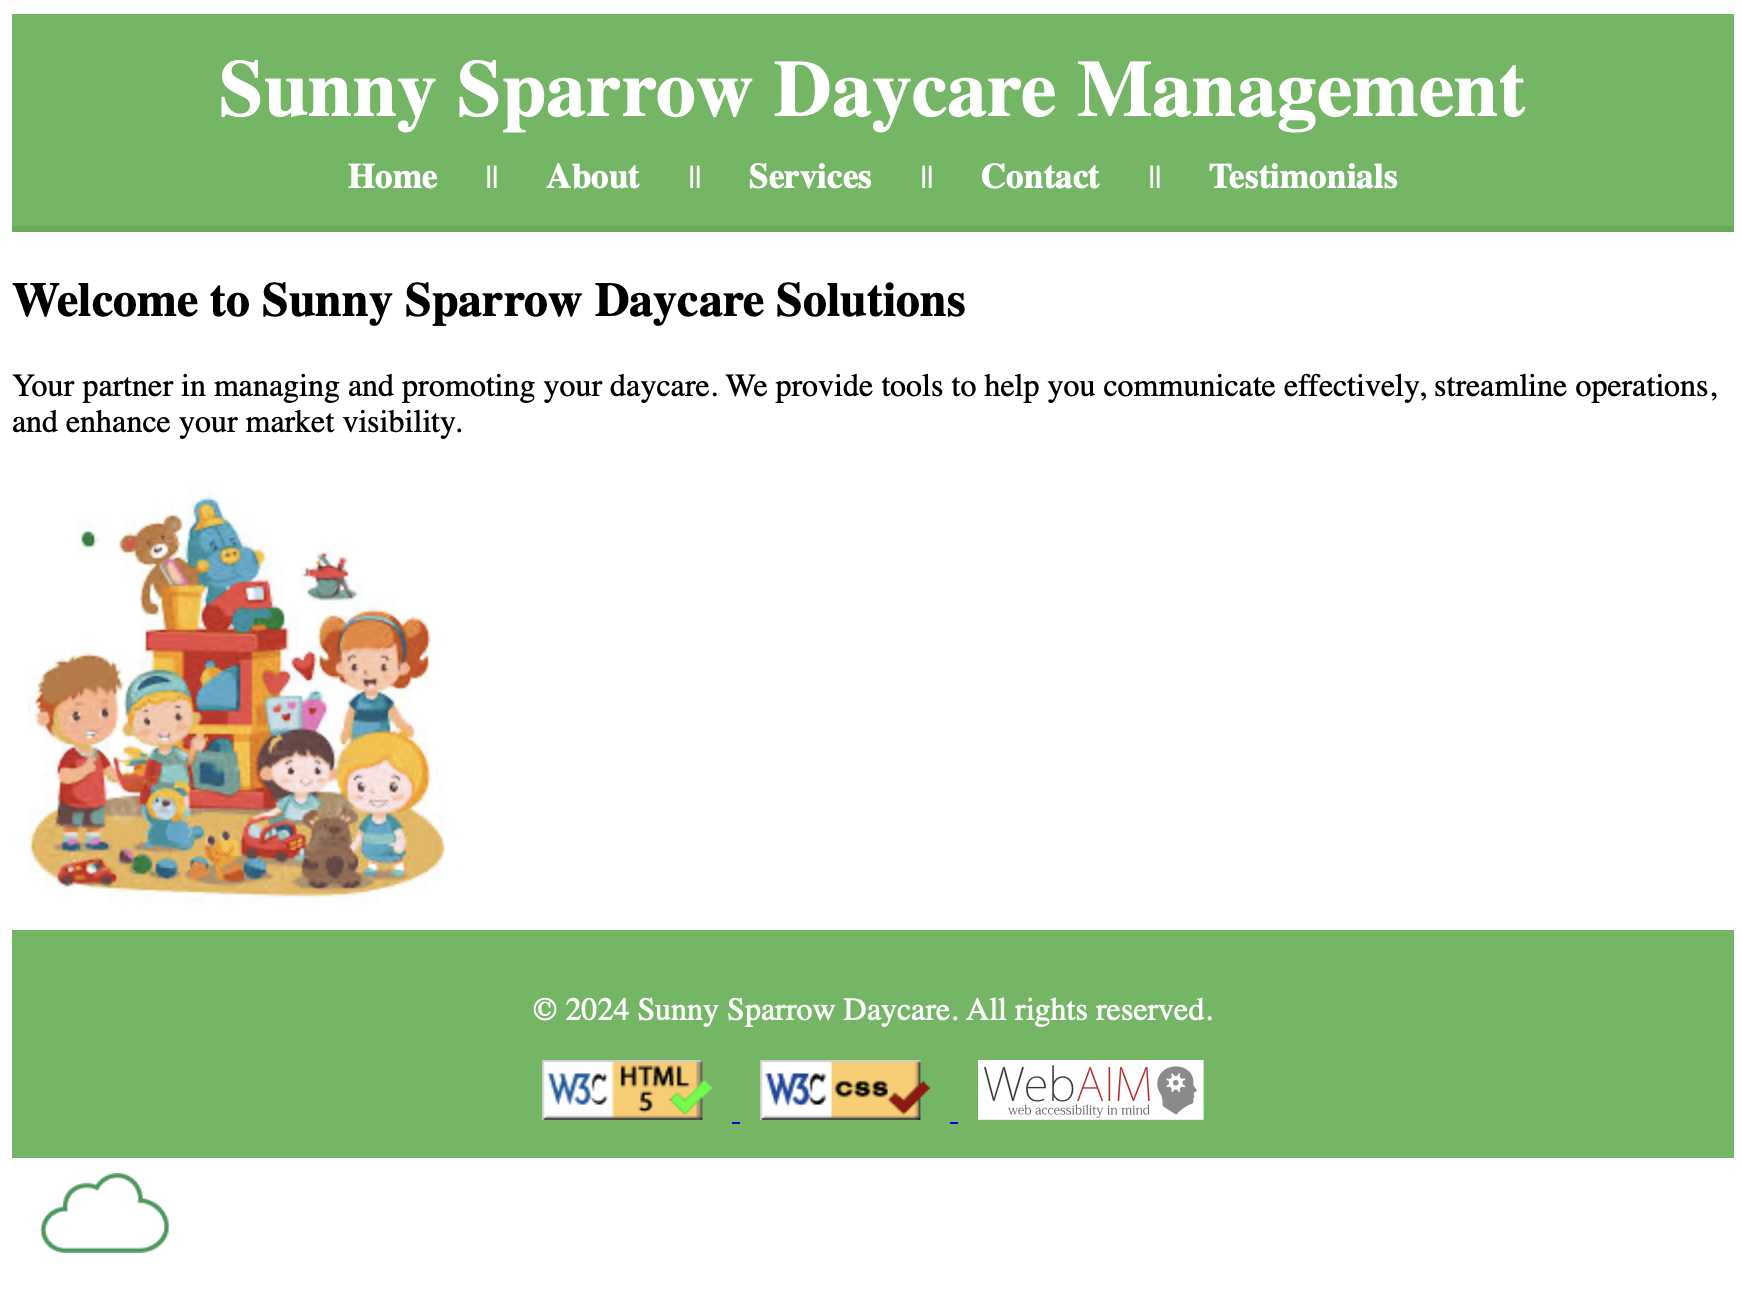 Sunny Sparrow Daycare Management
Home || About || Services || Contact || Testimonials
Welcome to Sunny Sparrow Daycare Solutions
Your partner in managing and promoting your daycare. We provide tools to help you communicate effectively, streamline operations,
and enhance your market visibility.
© 2024 Sunny Sparrow Daycare. All rights reserved.
W3C HTML 5 W3C css WebAIM web accessibility in mind